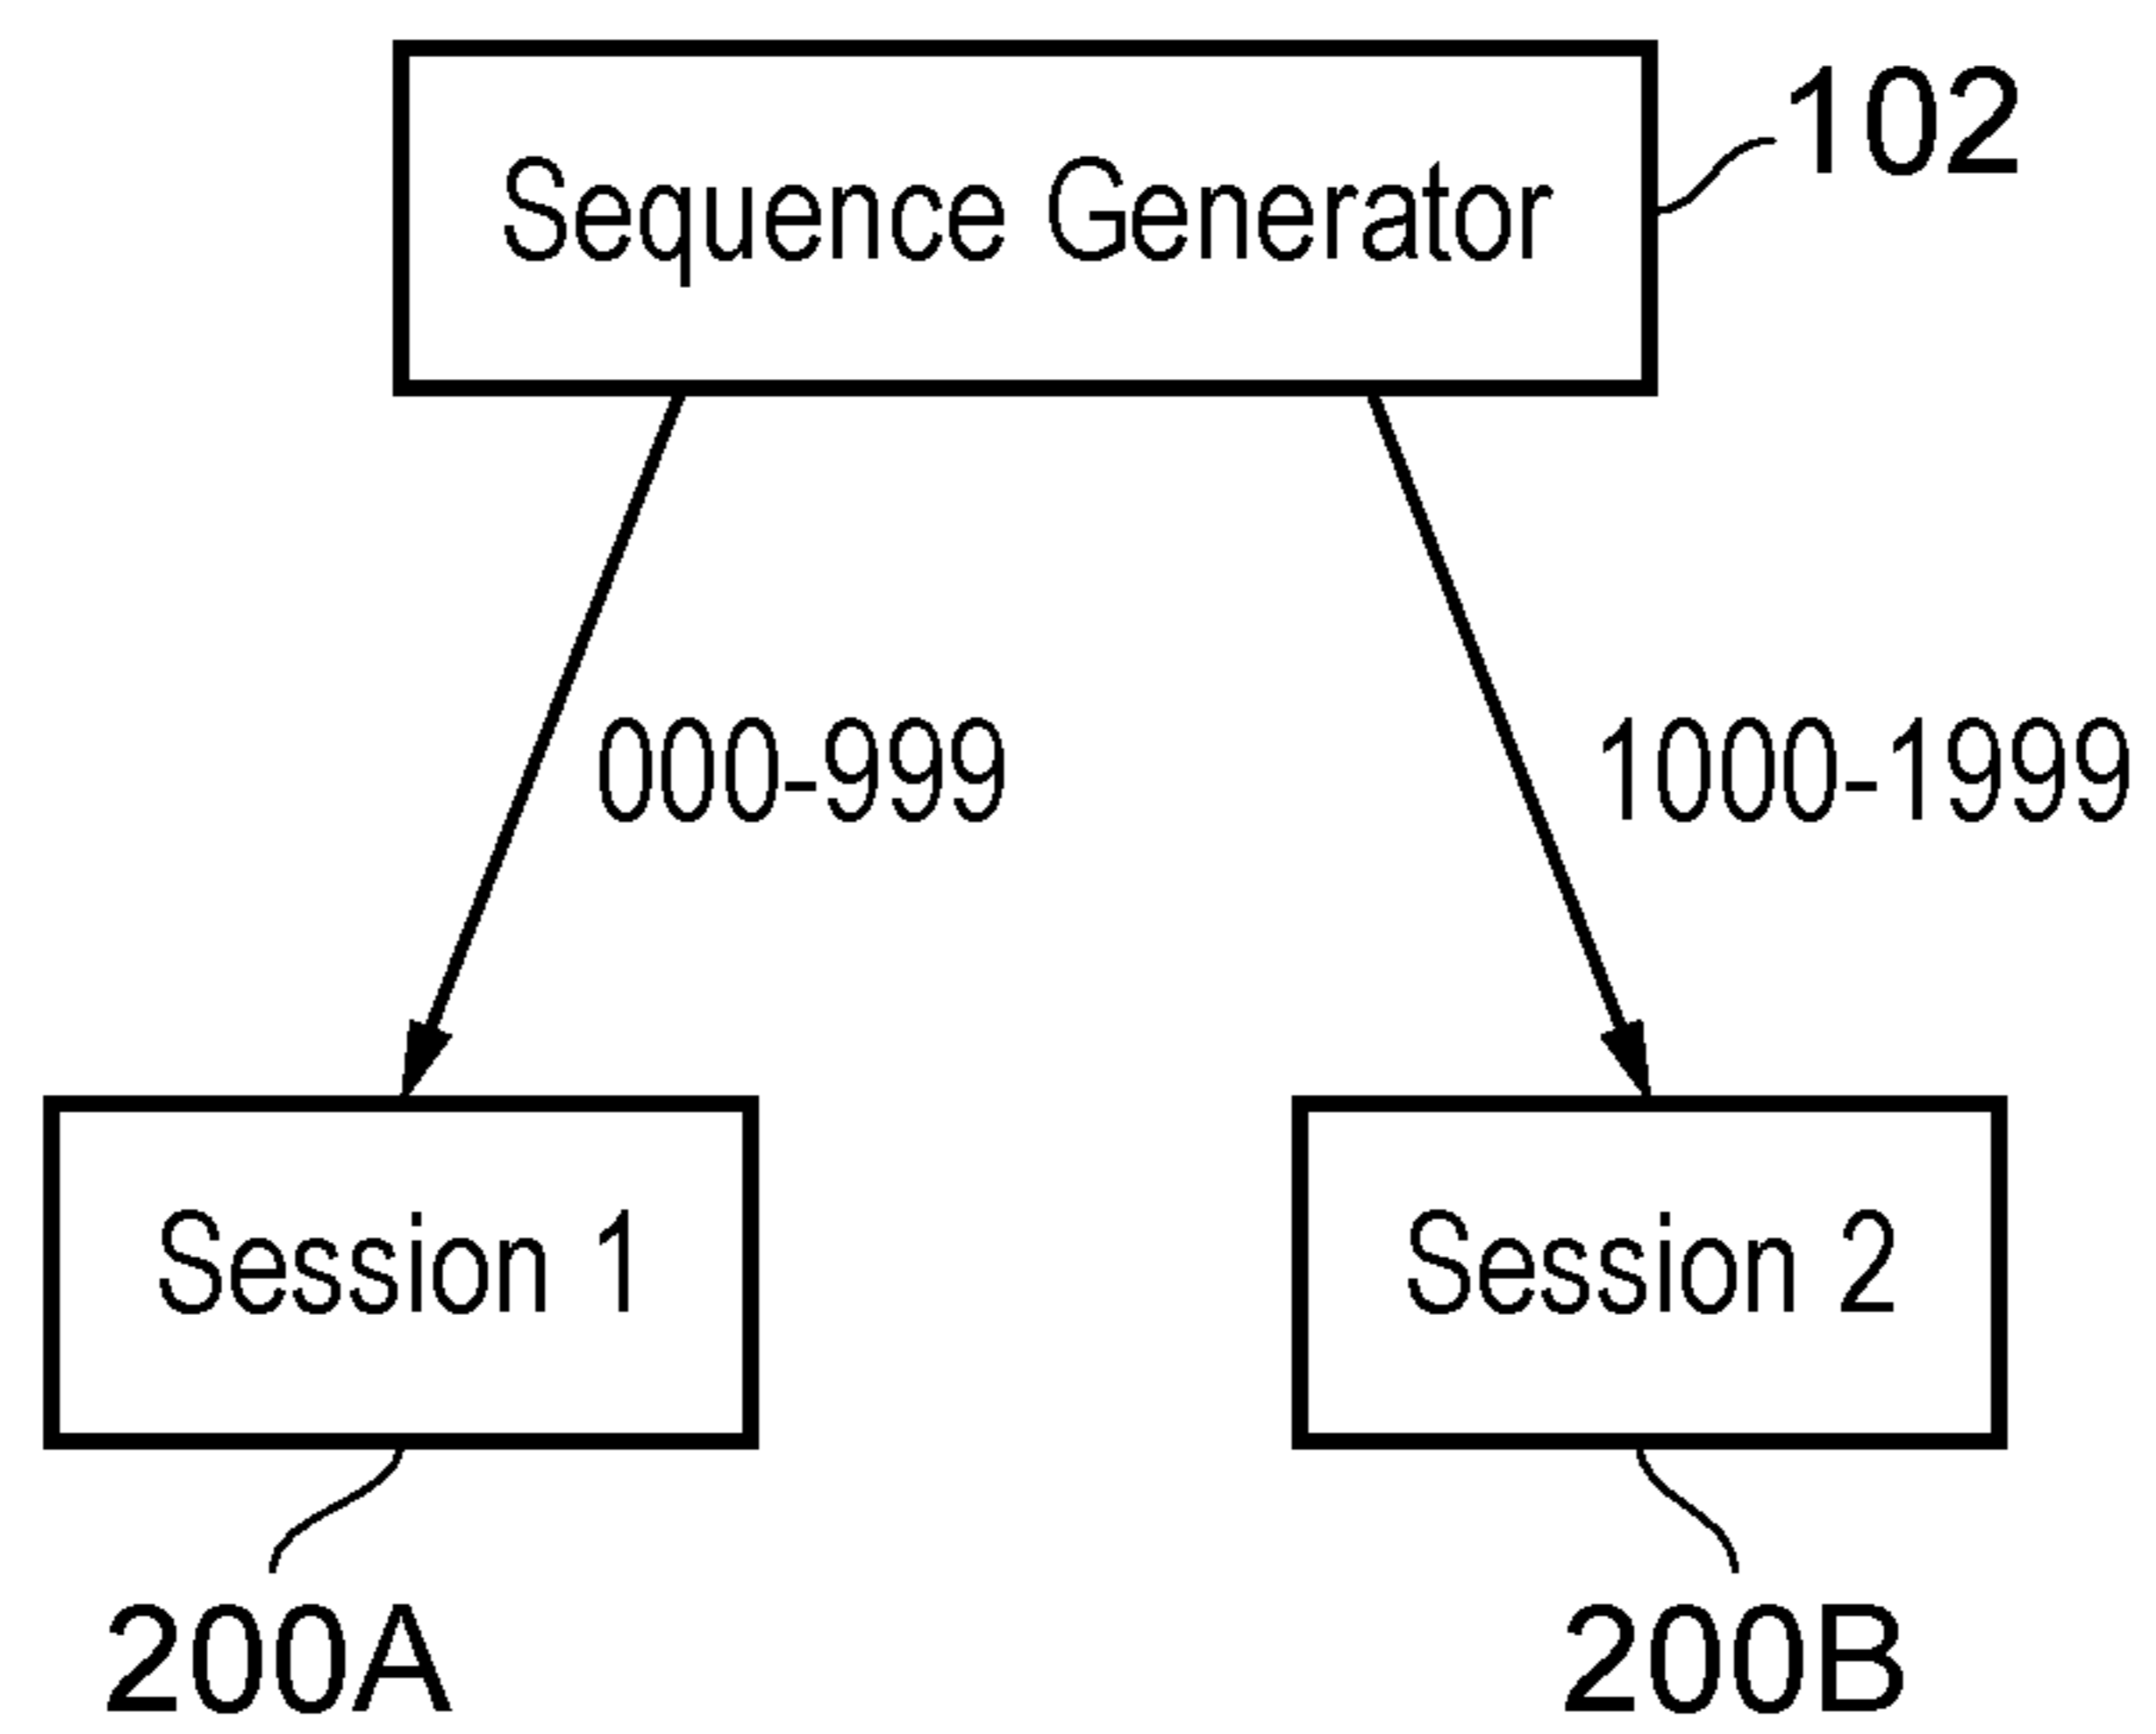 102
Sequence Generator
000-999
1000-1999
Session 1
Session 2
200A
200B